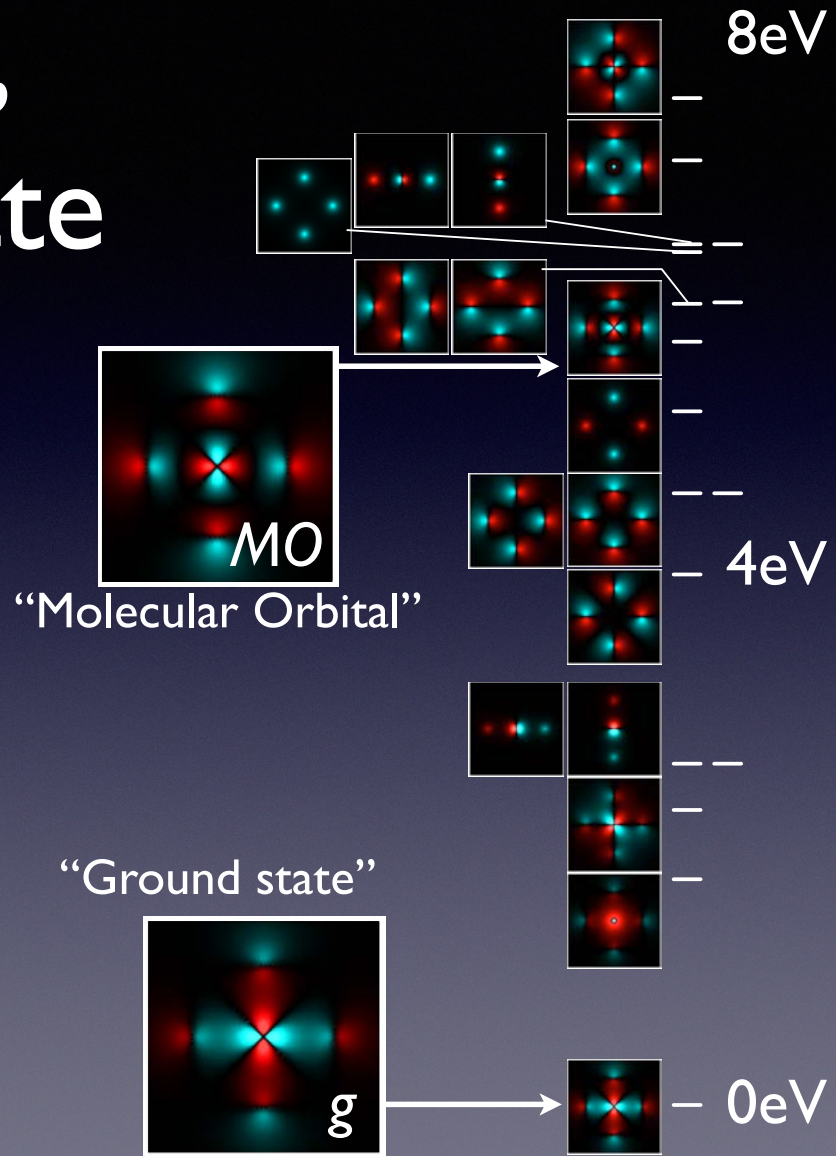 8eV
MO
“Molecular Orbital”
4eV
“Ground state”
g
0eV